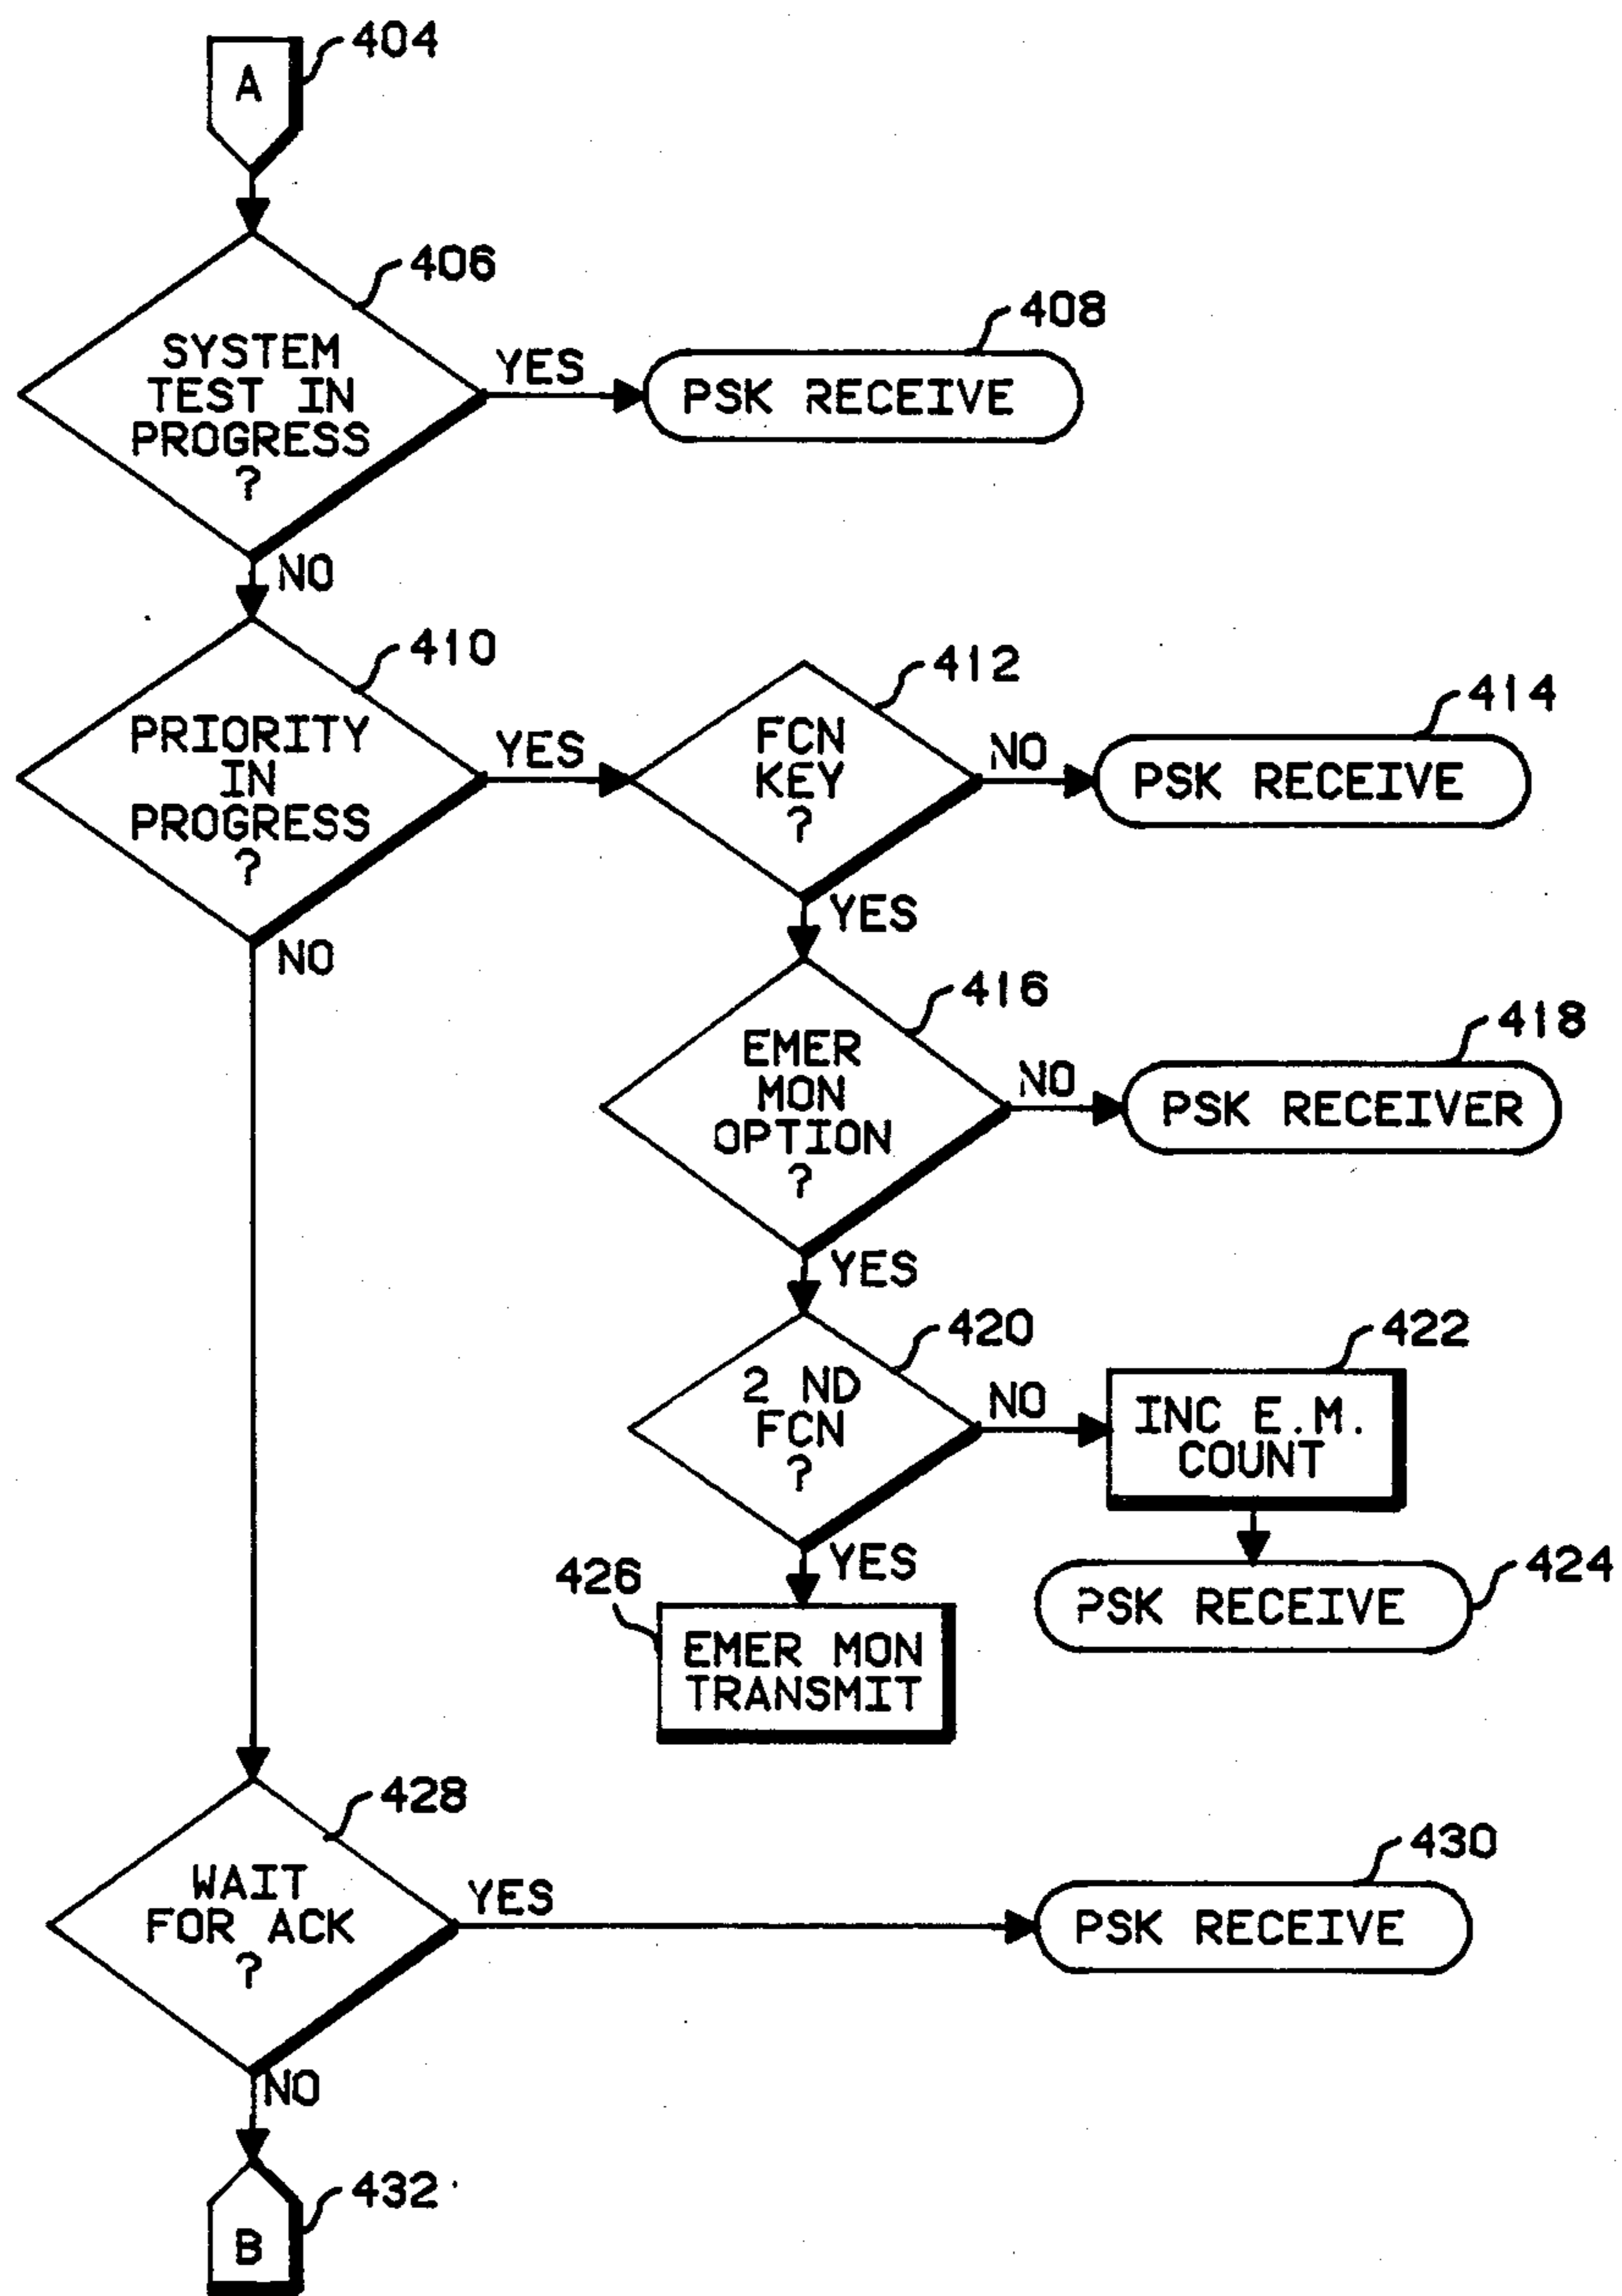 404
A
406
SYSTEM
TEST IN
PROGRESS
?
YES
408
PSK RECEIVE
NO
410
PRIORITY
IN
PROGRESS
?
YES
412
FCN
KEY
?
NO
414
PSK RECEIVE
NO
YES
416
EMER
MON
OPTION
?
NO
418
PSK RECEIVER
YES
420
2 ND
FCN
?
NO
422
INC E.M.
COUNT
YES
424
PSK RECEIVE
426
EMER MON
TRANSMIT
428
WAIT
FOR ACK
?
YES
430
PSK RECEIVE
NO
432
B